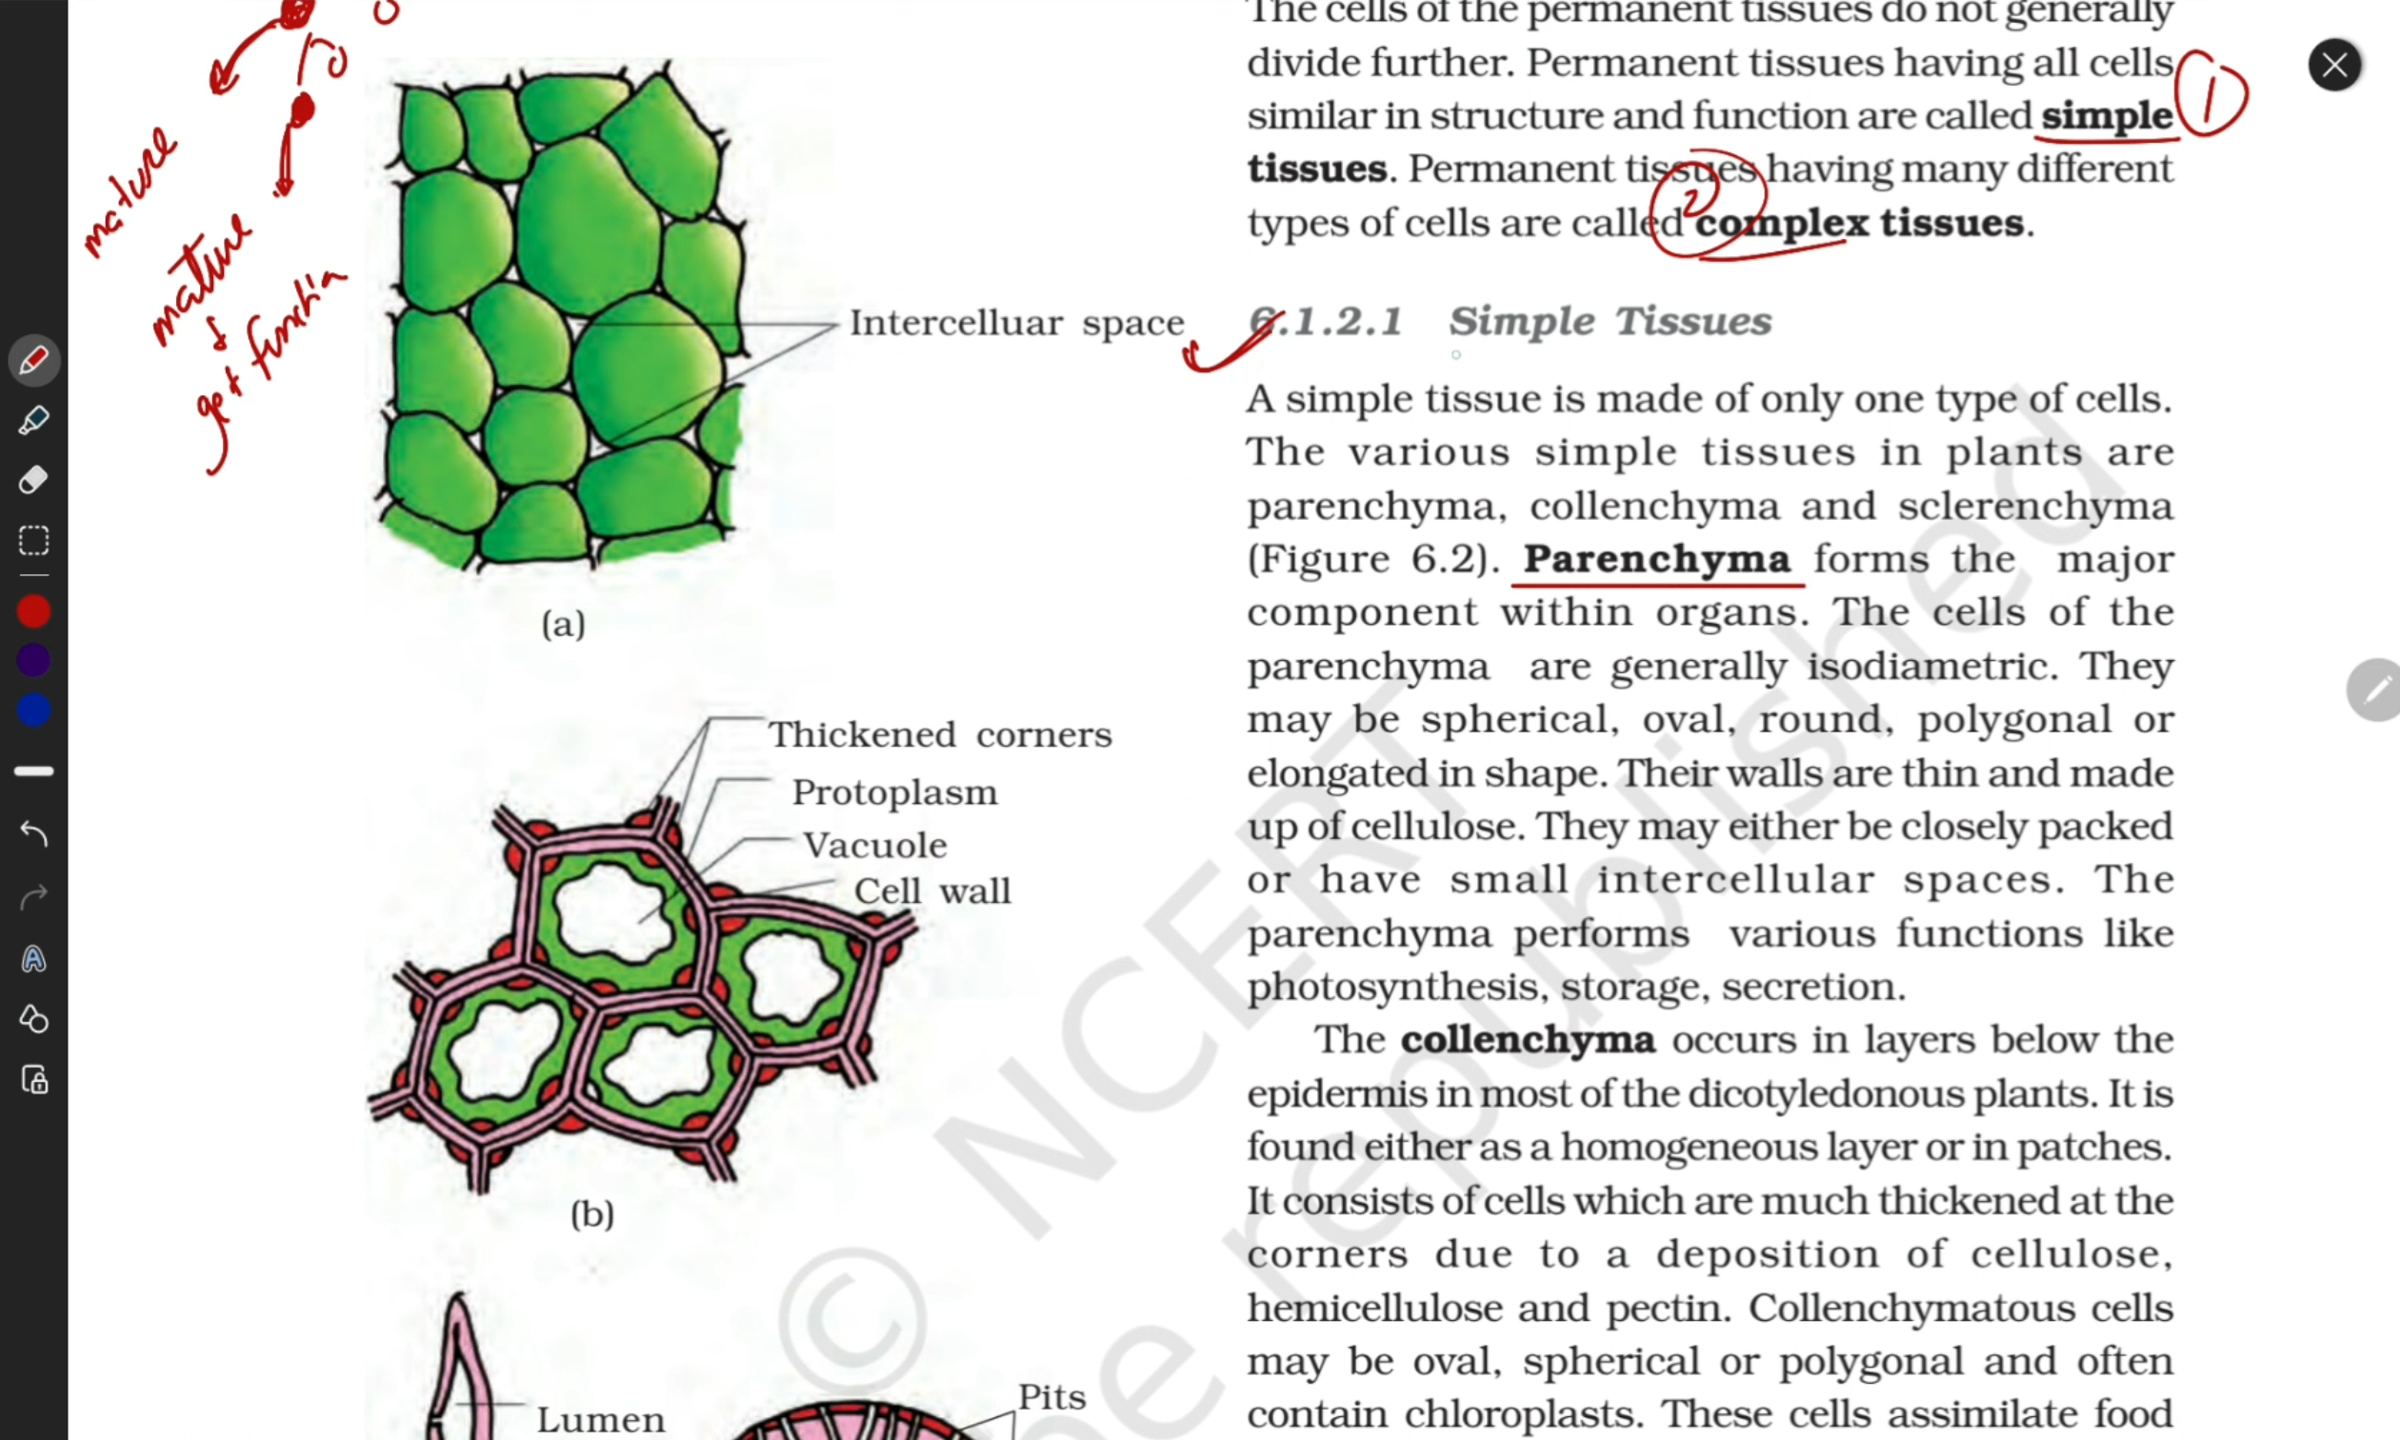 mature
mature
get function
Intercelluar space
(a)
Thickened corners
Protoplasm
Vacuole
Cell wall
(b)
Lumen
Pits
The cells of the permanent tissues do not generally
divide further. Permanent tissues having all cells
similar in structure and function are called simple
1
tissues. Permanent tissues having many different
2
types of cells are called complex tissues.
6.1.2.1 Simple Tissues
A simple tissue is made of only one type of cells.
The various simple tissues in plants are
parenchyma, collenchyma and sclerenchyma
(Figure 6.2). Parenchyma forms the major
component within organs. The cells of the
parenchyma are generally isodiametric. They
may be spherical, oval, round, polygonal or
elongated in shape. Their walls are thin and made
up of cellulose. They may either be closely packed
or have small intercellular spaces. The
parenchyma performs various functions like
photosynthesis, storage, secretion.
The collenchyma occurs in layers below the
epidermis in most of the dicotyledonous plants. It is
found either as a homogeneous layer or in patches.
It consists of cells which are much thickened at the
corners due to a deposition of cellulose,
hemicellulose and pectin. Collenchymatous cells
may be oval, spherical or polygonal and often
contain chloroplasts. These cells assimilate food
© NCERT
be republished